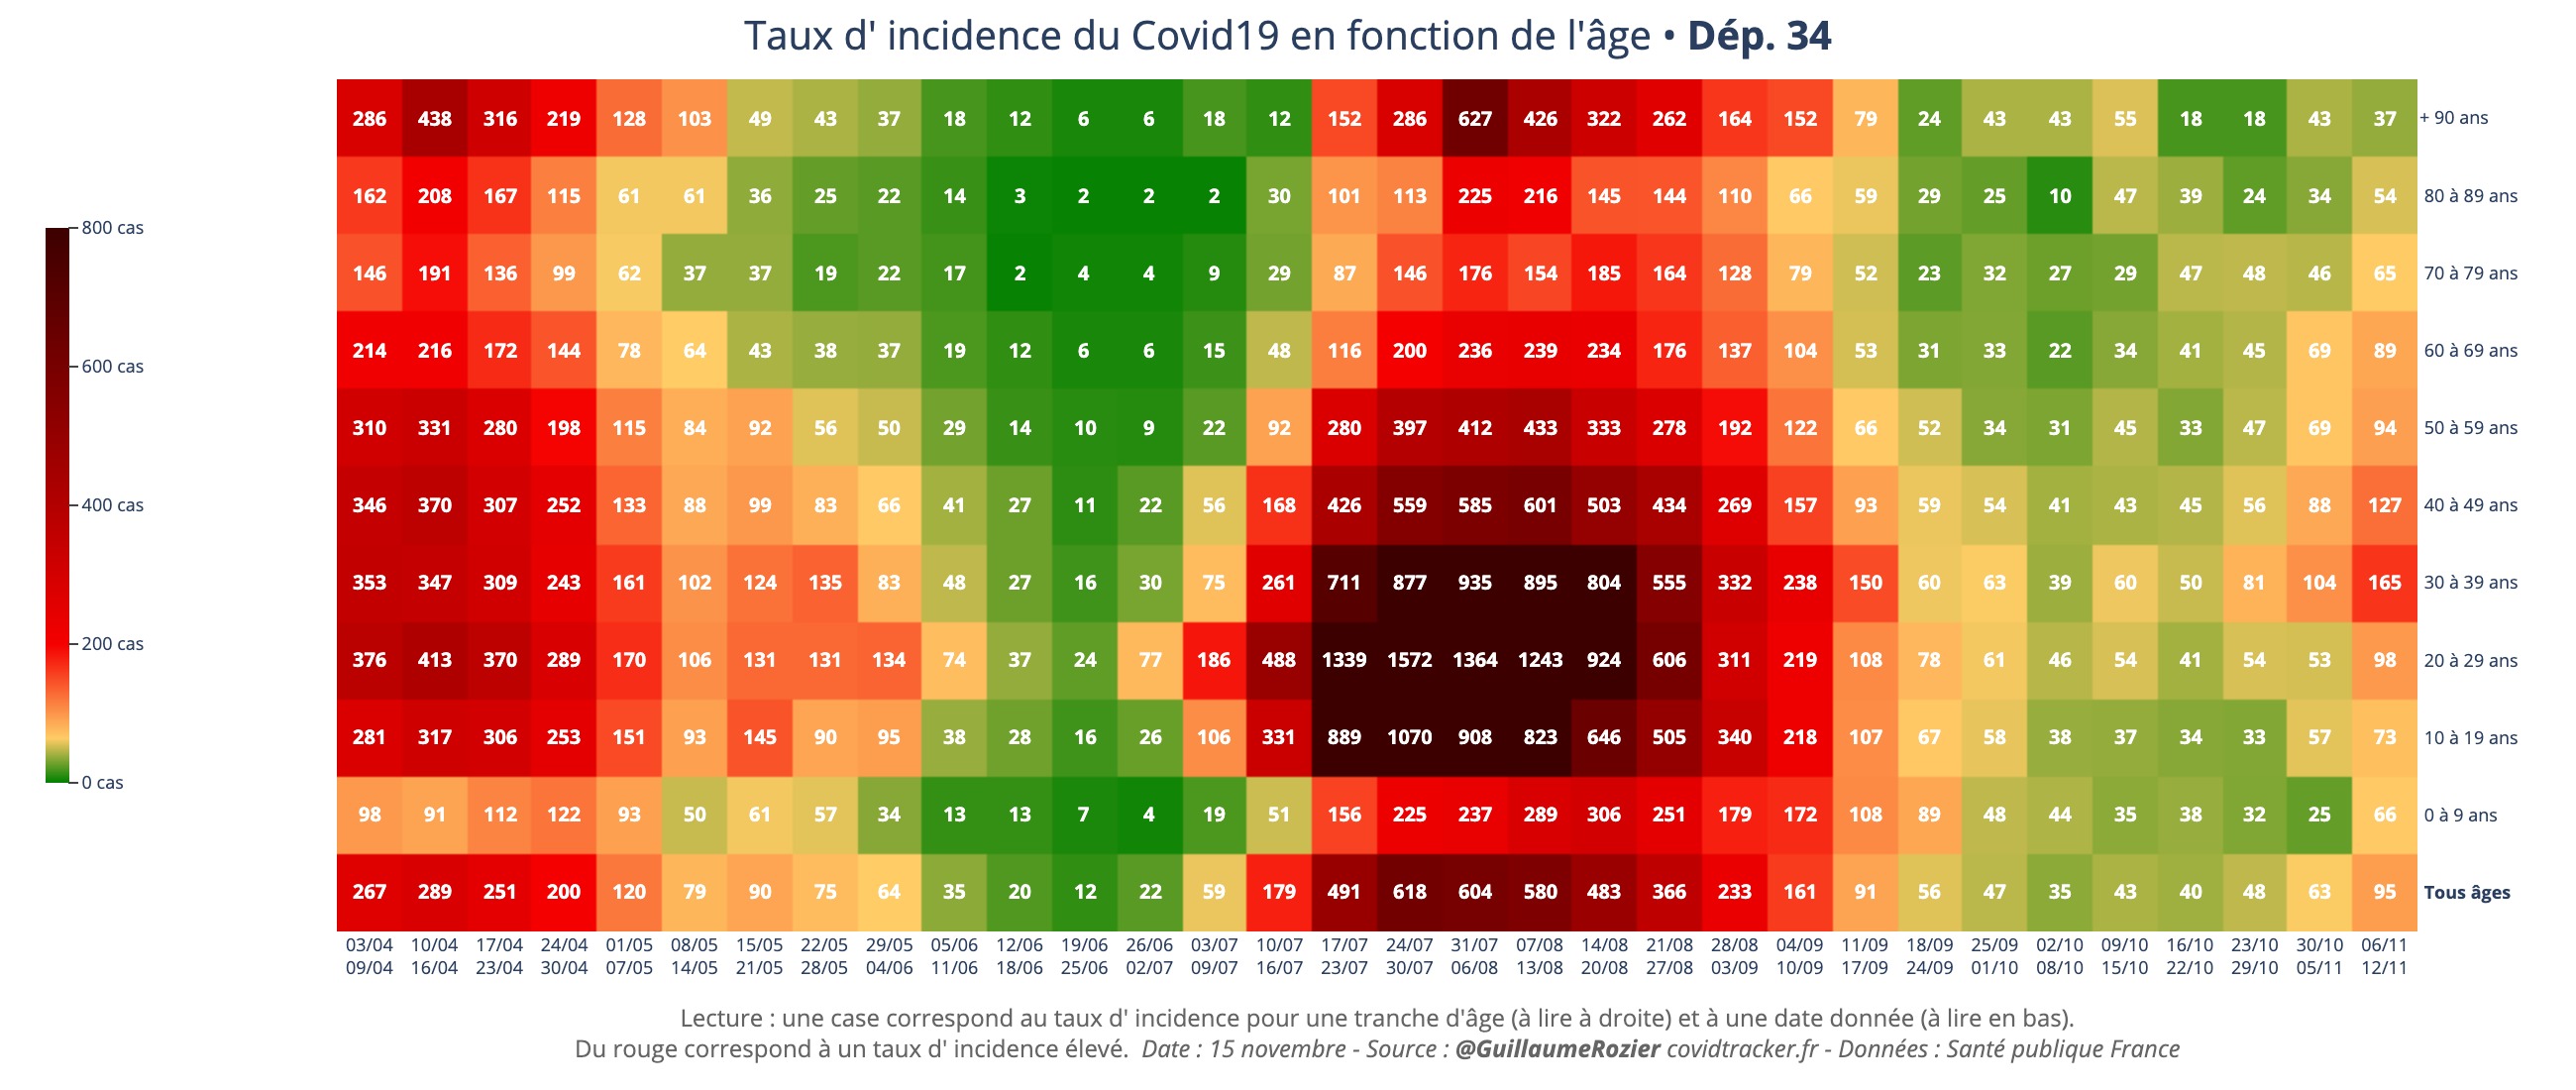 Taux d' incidence du Covid19 en fonction de l'âge • Dép. 34
800 cas
600 cas
400 cas
200 cas
0 cas
286 438 316 219 128 103 49 43 37 18 12 6 6 18 12 152 286 627 426 322 262 164 152 79 24 43 43 55 18 18 43 37 + 90 ans
162 208 167 115 61 61 36 25 22 14 3 2 2 2 30 101 113 225 216 145 144 110 66 59 29 25 10 47 39 24 34 54 80 à 89 ans
146 191 136 99 62 37 37 19 22 17 2 4 4 9 29 87 146 176 154 185 164 128 79 52 23 32 27 29 47 48 46 65 70 à 79 ans
214 216 172 144 78 64 43 38 37 19 12 6 6 15 48 116 200 236 239 234 176 137 104 53 31 33 22 34 41 45 69 89 60 à 69 ans
310 331 280 198 115 84 92 56 50 29 14 10 9 22 92 280 397 412 433 333 278 192 122 66 52 34 31 45 33 47 69 94 50 à 59 ans
346 370 307 252 133 88 99 83 66 41 27 11 22 56 168 426 559 585 601 503 434 269 157 93 59 54 41 43 45 56 88 127 40 à 49 ans
353 347 309 243 161 102 124 135 83 48 27 16 30 75 261 711 877 935 895 804 555 332 238 150 60 63 39 60 50 81 104 165 30 à 39 ans
376 413 370 289 170 106 131 131 134 74 37 24 77 186 488 1339 1572 1364 1243 924 606 311 219 108 78 61 46 54 41 54 53 98 20 à 29 ans
281 317 306 253 151 93 145 90 95 38 28 16 26 106 331 889 1070 908 823 646 505 340 218 107 67 58 38 37 34 33 57 73 10 à 19 ans
98 91 112 122 93 50 61 57 34 13 13 7 4 19 51 156 225 237 289 306 251 179 172 108 89 48 44 35 38 32 25 66 0 à 9 ans
267 289 251 200 120 79 90 75 64 35 20 12 22 59 179 491 618 604 580 483 366 233 161 91 56 47 35 43 40 48 63 95 Tous âges
03/04 10/04 17/04 24/04 01/05 08/05 15/05 22/05 29/05 05/06 12/06 19/06 26/06 03/07 10/07 17/07 24/07 31/07 07/08 14/08 21/08 28/08 04/09 11/09 18/09 25/09 02/10 09/10 16/10 23/10 30/10 06/11
09/04 16/04 23/04 30/04 07/05 14/05 21/05 28/05 04/06 11/06 18/06 25/06 02/07 09/07 16/07 23/07 30/07 06/08 13/08 20/08 27/08 03/09 10/09 17/09 24/09 01/10 08/10 15/10 22/10 29/10 05/11 12/11
Lecture : une case correspond au taux d' incidence pour une tranche d'âge (à lire à droite) et à une date donnée (à lire en bas).
Du rouge correspond à un taux d' incidence élevé. Date : 15 novembre - Source : @GuillaumeRozier covidtracker.fr - Données : Santé publique France